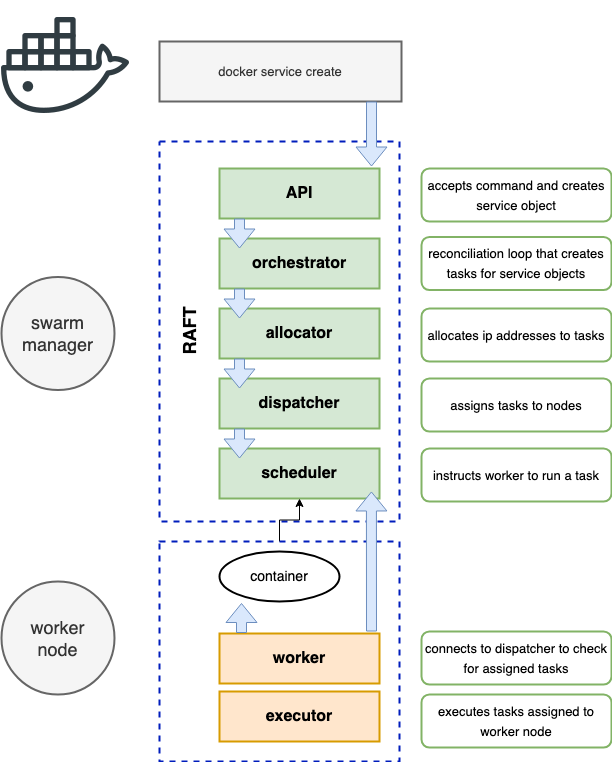 docker service create
API
accepts command and creates
service object
orchestrator
reconciliation loop that creates
tasks for service objects
RAFT
swarm
manager
allocator
allocates ip addresses to tasks
dispatcher
assigns tasks to nodes
scheduler
instructs worker to run a task
container
worker
node
worker
connects to dispatcher to check
for assigned tasks
executor
executes tasks assigned to
worker node